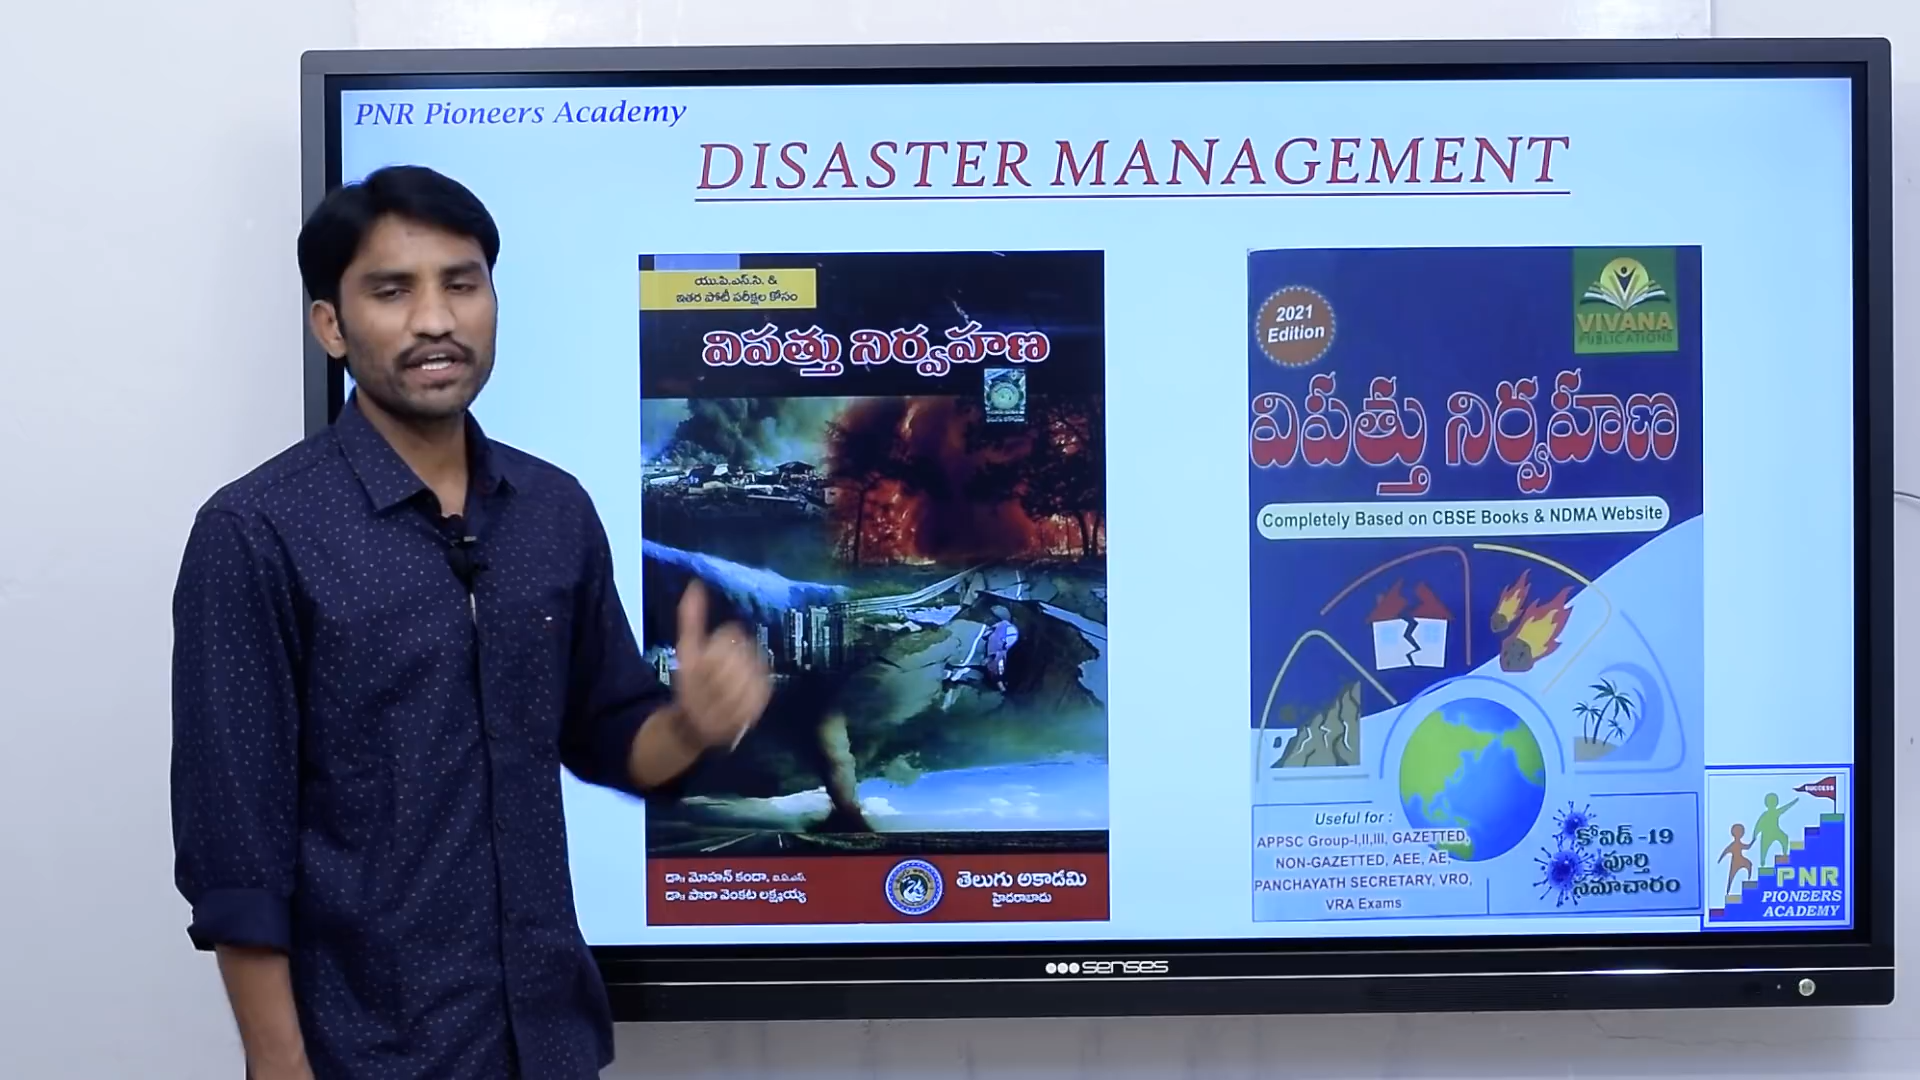 PNR Pioneers Academy
DISASTER MANAGEMENT
యు.పి.ఎస్.సి. &
ఇతర పోటీ పరీక్షల కోసం
విపత్తు నిర్వహణ
డా॥ మోహన్ కందా, ఐ.ఏ.ఎస్.
డా॥ పారా వెంకట లక్ష్మయ్య
తెలుగు అకాడమి
హైదరాబాదు
2021
Edition
VIVANA
PUBLICATIONS
విపత్తు నిర్వహణ
Completely Based on CBSE Books & NDMA Website
Useful for :
APPSC Group-I,II,III, GAZETTED,
NON-GAZETTED, AEE, AE,
PANCHAYATH SECRETARY, VRO,
VRA Exams
కోవిడ్ -19
పూర్తి
సమాచారం
SUCCESS
PNR
PIONEERS
ACADEMY
senses